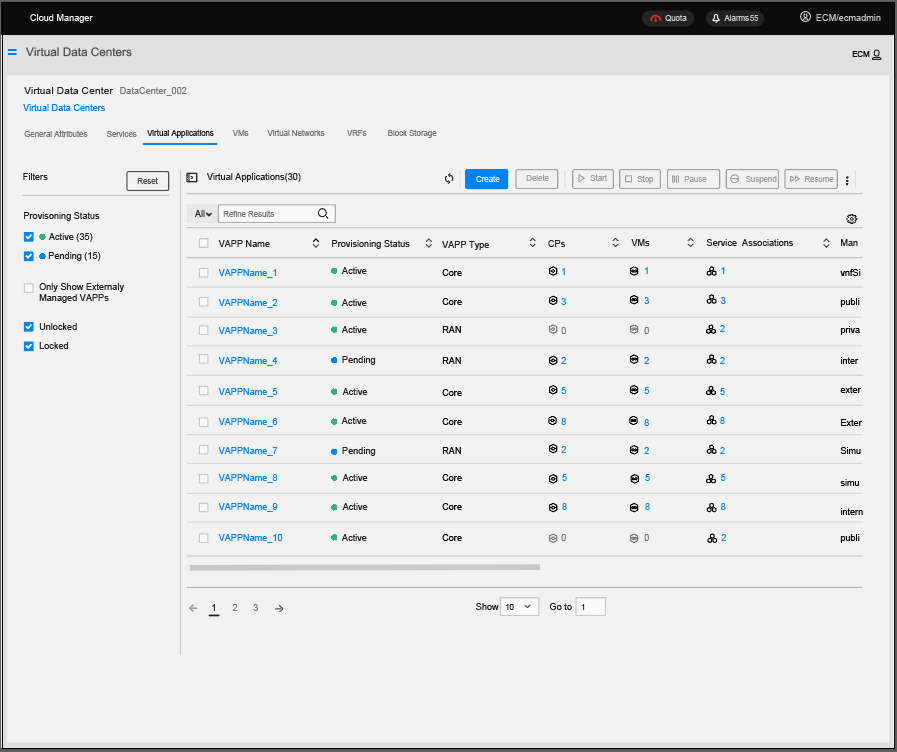 Cloud Manager Quota Alarms55 ECM/ecmadmin
Virtual Data Centers ECM
Virtual Data Center DataCenter_002
Virtual Data Centers
General Attributes Services Virtual Applications VMs Virtual Networks VRFs Block Storage
Filters Reset Virtual Applications(30) Create Delete Start Stop Pause Suspend Resume
Provisoning Status
Active (35)
Pending (15)
Only Show Externaly
Managed VAPPs
Unlocked
Locked
All Refine Results
VAPP Name Provisioning Status VAPP Type CPs VMs Service Associations Man
VAPPName_1 Active Core 1 1 1 vnfSi
VAPPName_2 Active Core 3 3 3 publi
VAPPName_3 Active RAN 0 0 2 priva
VAPPName_4 Pending RAN 2 2 2 inter
VAPPName_5 Active Core 5 5 5 exter
VAPPName_6 Active Core 8 8 8 Exter
VAPPName_7 Pending RAN 2 2 2 Simu
VAPPName_8 Active Core 5 5 5 simu
VAPPName_9 Active Core 8 8 8 intern
VAPPName_10 Active Core 0 0 2 publi
1 2 3 Show 10 Go to 1